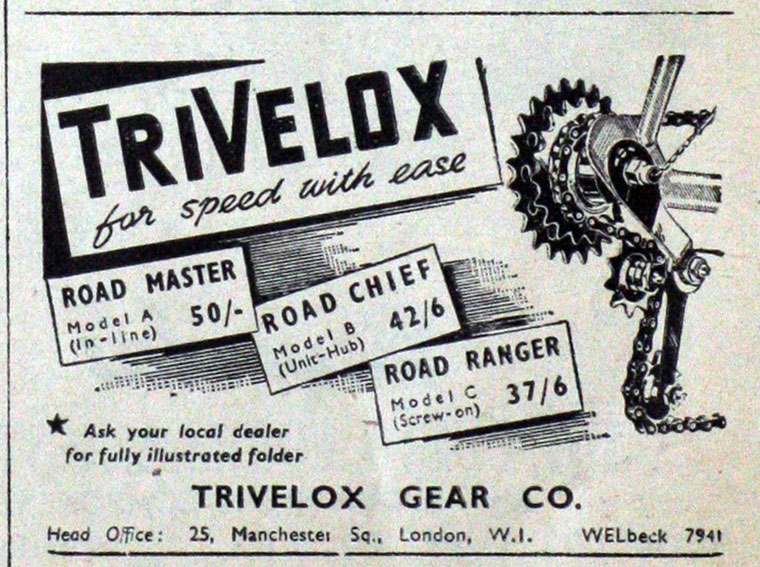 TRIVELOX
for speed with ease
ROAD MASTER
Model A
(In-line)
50/-
ROAD CHIEF
Model B
(Unit-Hub)
42/6
ROAD RANGER
Model C
(Screw-on)
37/6
★ Ask your local dealer
for fully illustrated folder
TRIVELOX GEAR CO.
Head Office: 25, Manchester Sq., London, W.1. WELbeck 7941